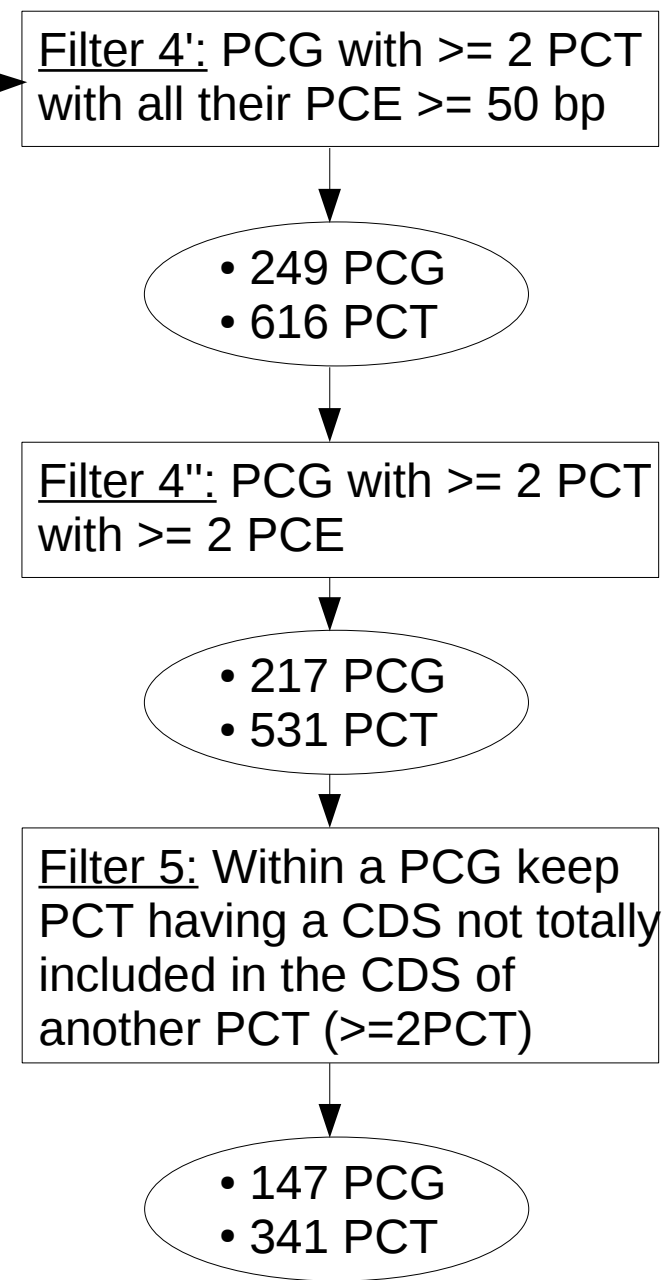 Filter 4': PCG with >= 2 PCT
with all their PCE >= 50 bp
• 249 PCG
• 616 PCT
Filter 4'': PCG with >= 2 PCT
with >= 2 PCE
• 217 PCG
• 531 PCT
Filter 5: Within a PCG keep
PCT having a CDS not totally
included in the CDS of
another PCT (>=2PCT)
• 147 PCG
• 341 PCT